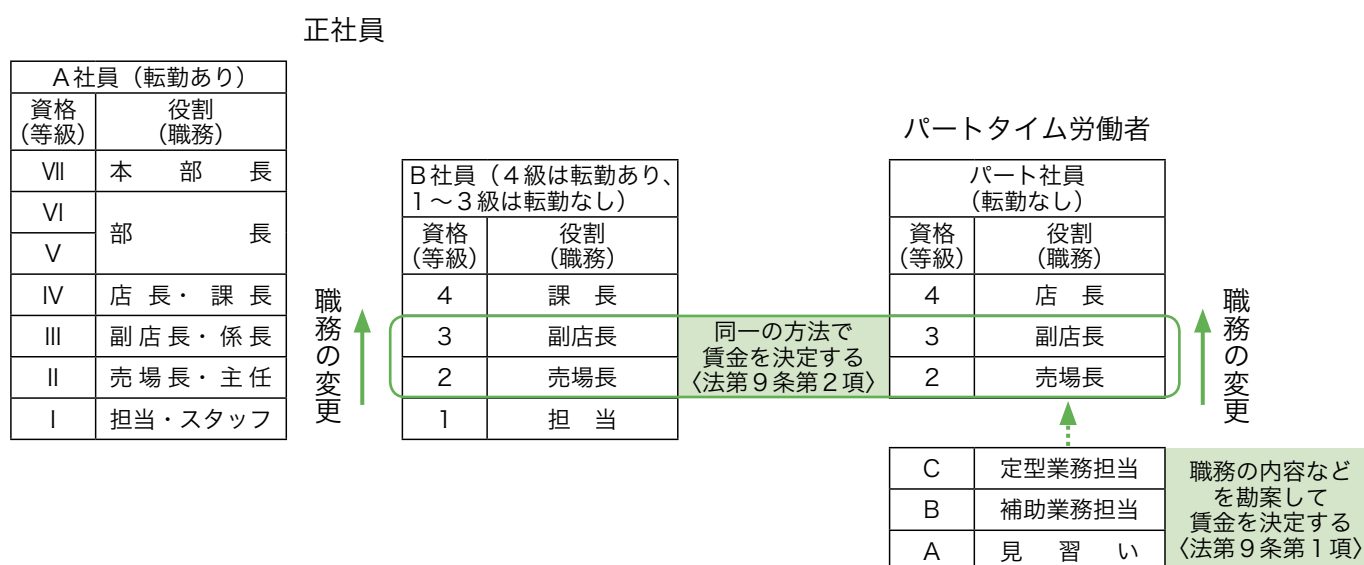 正社員
A社員（転勤あり）
資格
（等級）
役割
（職務）
Ⅶ 本部長
Ⅵ
Ⅴ
部長
Ⅳ 店長・課長
Ⅲ 副店長・係長
Ⅱ 売場長・主任
Ⅰ 担当・スタッフ
職務の変更
B社員（４級は転勤あり、
１〜３級は転勤なし）
資格
（等級）
役割
（職務）
4 課長
3 副店長
2 売場長
1 担当
同一の方法で
賃金を決定する
〈法第９条第２項〉
パートタイム労働者
パート社員
（転勤なし）
資格
（等級）
役割
（職務）
4 店長
3 副店長
2 売場長
職務の変更
C 定型業務担当
B 補助業務担当
A 見習い
職務の内容など
を勘案して
賃金を決定する
〈法第９条第１項〉